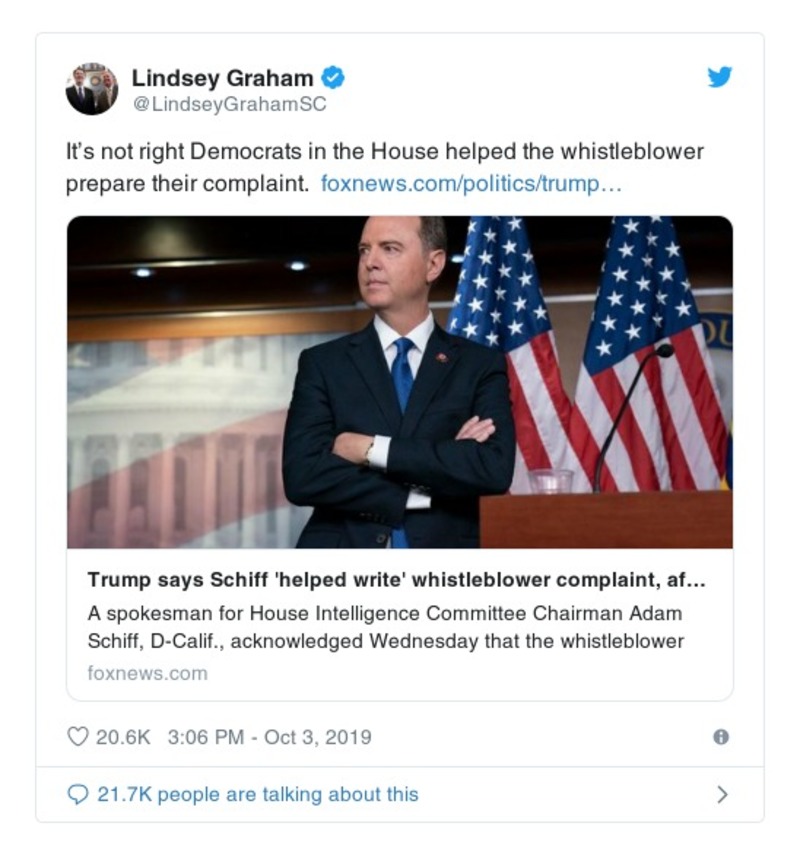 Lindsey Graham
@LindseyGrahamSC
It's not right Democrats in the House helped the whistleblower
prepare their complaint. foxnews.com/politics/trump…
OU
Trump says Schiff 'helped write' whistleblower complaint, af...
A spokesman for House Intelligence Committee Chairman Adam
Schiff, D-Calif., acknowledged Wednesday that the whistleblower
foxnews.com
20.6K 3:06 PM - Oct 3, 2019
21.7K people are talking about this